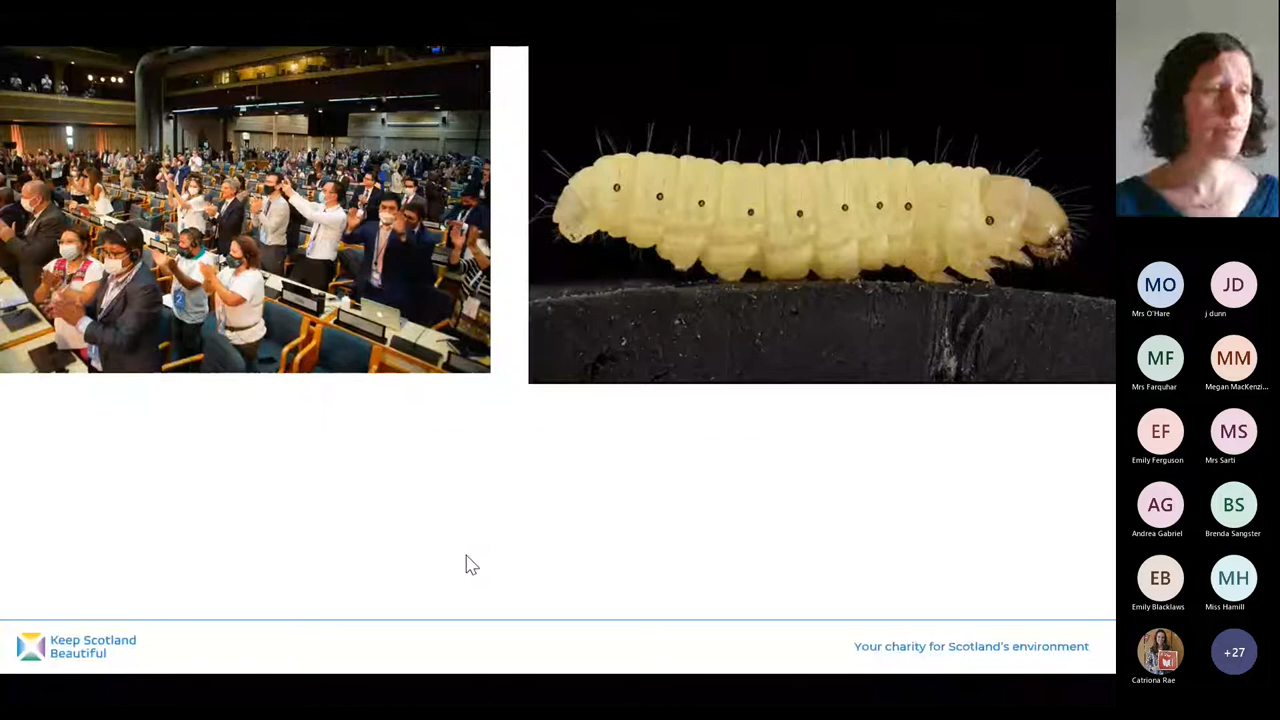 MO
JD
Mrs O'Hare
j dunn
MF
MM
Mrs Farquhar
Megan MacKenzi...
EF
MS
Emily Ferguson
Mrs Sarti
AG
BS
Andrea Gabriel
Brenda Sangster
EB
MH
Emily Blacklaws
Miss Hamill
+27
Catriona Rae
Keep Scotland
Beautiful
Your charity for Scotland's environment